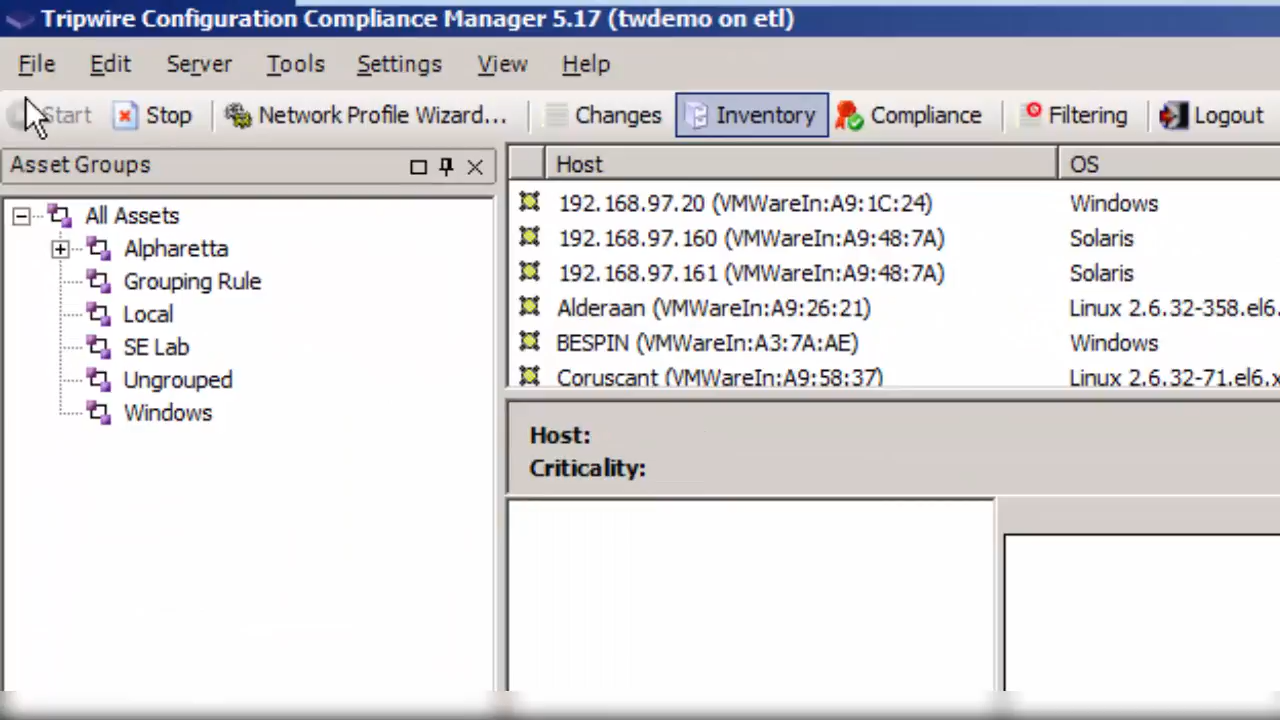 Tripwire Configuration Compliance Manager 5.17 (twdemo on etl)
File Edit Server Tools Settings View Help
Start Stop Network Profile Wizard... Changes Inventory Compliance Filtering Logout
Asset Groups
All Assets
Alpharetta
Grouping Rule
Local
SE Lab
Ungrouped
Windows
Host OS
192.168.97.20 (VMWareIn:A9:1C:24) Windows
192.168.97.160 (VMWareIn:A9:48:7A) Solaris
192.168.97.161 (VMWareIn:A9:48:7A) Solaris
Alderaan (VMWareIn:A9:26:21) Linux 2.6.32-358.el6.
BESPIN (VMWareIn:A3:7A:AE) Windows
Coruscant (VMWareIn:A9:58:37) Linux 2.6.32-71.el6.x
Host:
Criticality: